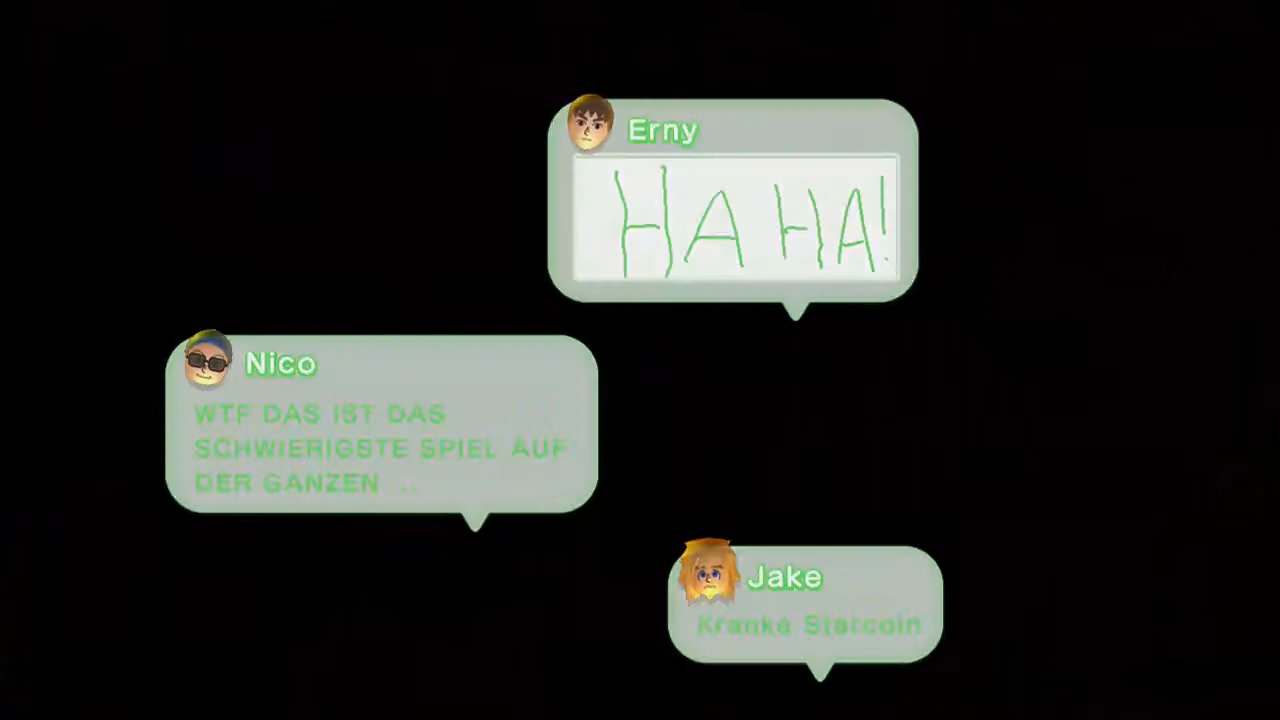 Erny
HA HA!
Nico
WTF DAS IST DAS
SCHWIERIGSTE SPIEL AUF
DER GANZEN ..
Jake
Kranke Starcoin